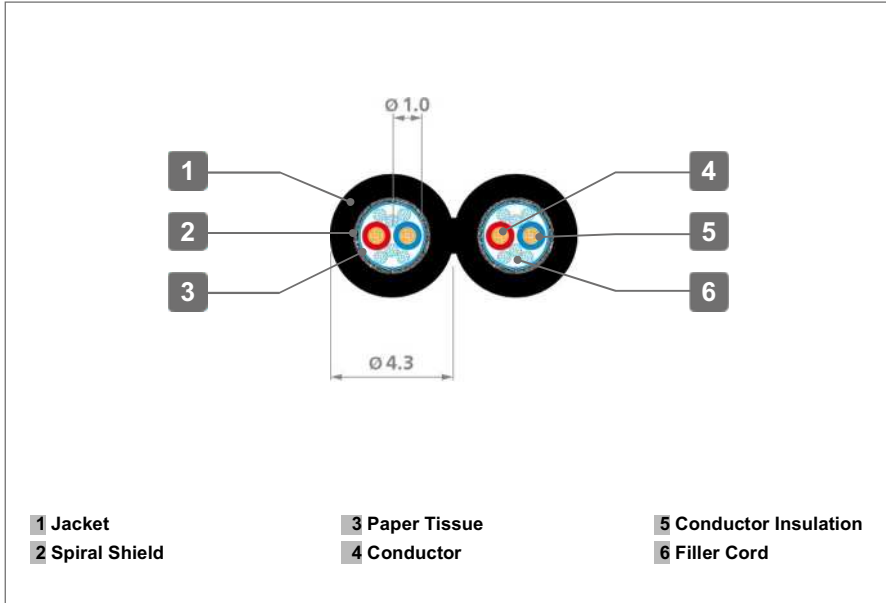 Ø 1.0
1
4
2
5
3
6
Ø 4.3
1 Jacket
3 Paper Tissue
5 Conductor Insulation
2 Spiral Shield
4 Conductor
6 Filler Cord